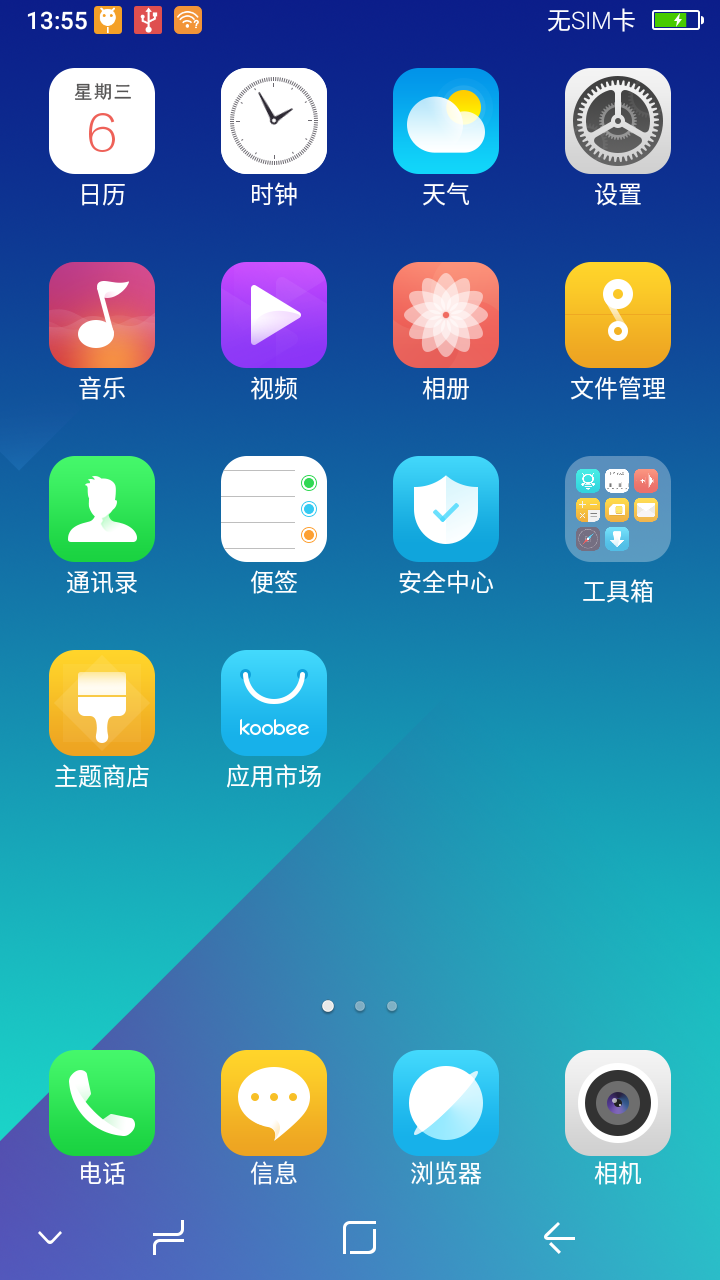 13:55 无SIM卡
星期三
6
日历 时钟 天气 设置
音乐 视频 相册 文件管理
通讯录 便签 安全中心 工具箱
koobee
主题商店 应用市场
电话 信息 浏览器 相机